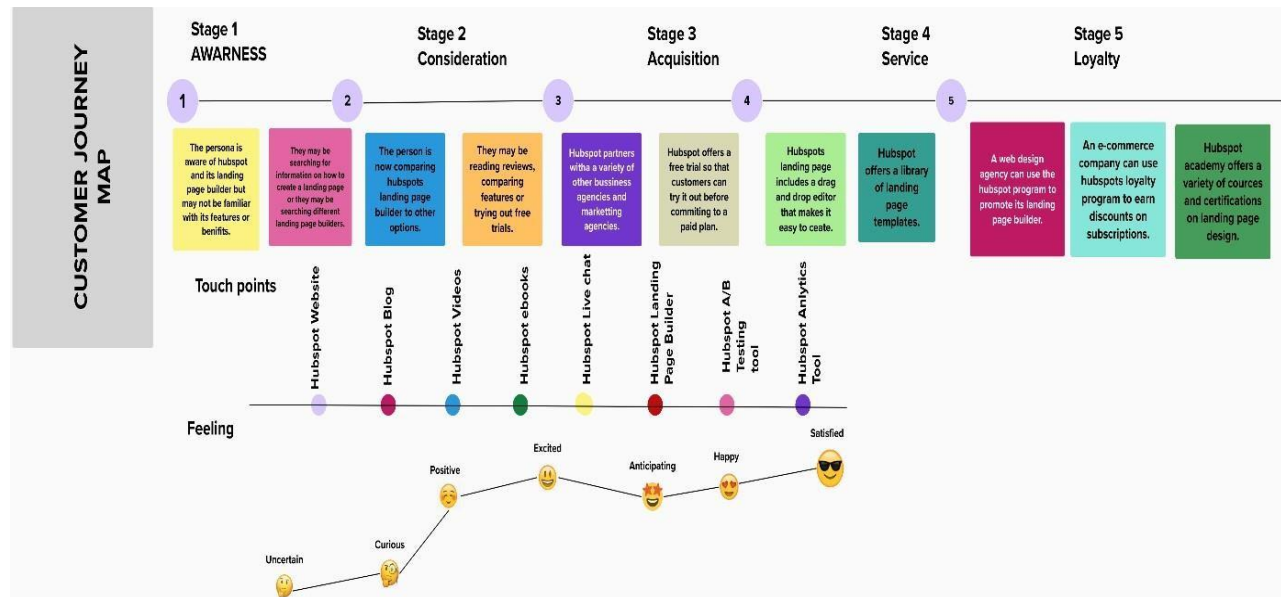 CUSTOMER JOURNEY
MAP
Stage 1
AWARNESS
Stage 2
Consideration
Stage 3
Acquisition
Stage 4
Service
Stage 5
Loyalty
1
2
3
4
5
The persona is
aware of hubspot
and its landing
page builder but
may not be familiar
with its features or
benifits.
They may be
searching for
information on how to
create a landing page
or they may be
searching different
landing page builders.
The person is
now comparing
hubspots
landing page
builder to other
options.
They may be
reading reviews,
comparing
features or
trying out free
trials.
Hubspot partners
witha a variety of
other bussiness
agencies and
marketting
agencies.
Hubspot offers a
free trial so that
customers can
try it out before
commiting to a
paid plan.
Hubspots
landing page
includes a drag
and drop editor
that makes it
easy to ceate.
Hubspot
offers a library
of landing
page
templates.
A web design
agency can use the
hubspot program to
promote its landing
page builder.
An e-commerce
company can use
hubspots loyalty
program to earn
discounts on
subscriptions.
Hubspot
academy offers a
variety of cources
and certifications
on landing page
design.
Touch points
Hubspot Website
Hubspot Blog
Hubspot Videos
Hubspot ebooks
Hubspot Live chat
Hubspot Landing
Page Builder
Hubspot A/B
Testing
tool
Hubspot Anlytics
Tool
Feeling
Uncertain
Curious
Positive
Excited
Anticipating
Happy
Satisfied